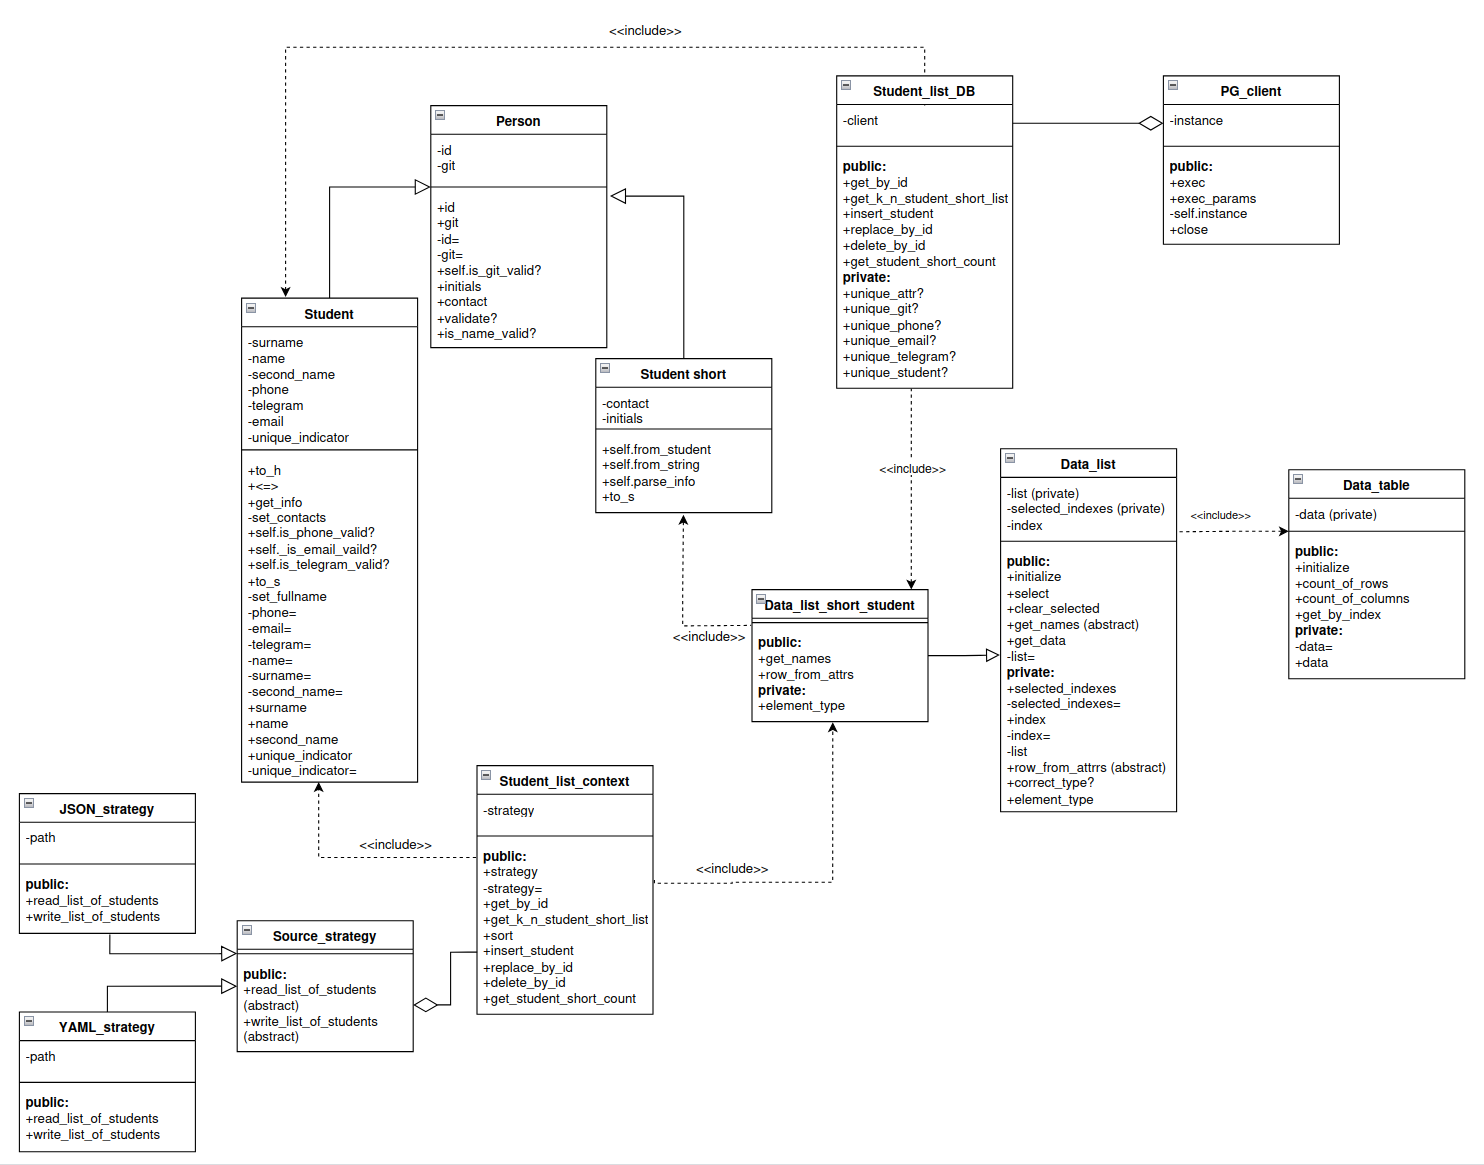 <<include>>
Student_list_DB
-client
public:
+get_by_id
+get_k_n_student_short_list
+insert_student
+replace_by_id
+delete_by_id
+get_student_short_count
private:
+unique_attr?
+unique_git?
+unique_phone?
+unique_email?
+unique_telegram?
+unique_student?
PG_client
-instance
public:
+exec
+exec_params
-self.instance
+close
Person
-id
-git
+id
+git
-id=
-git=
+self.is_git_valid?
+initials
+contact
+validate?
+is_name_valid?
Student
-surname
-name
-second_name
-phone
-telegram
-email
-unique_indicator
+to_h
+<=>
+get_info
-set_contacts
+self.is_phone_valid?
+self._is_email_vaild?
+self.is_telegram_valid?
+to_s
-set_fullname
-phone=
-email=
-telegram=
-name=
-surname=
-second_name=
+surname
+name
+second_name
+unique_indicator
-unique_indicator=
Student short
-contact
-initials
+self.from_student
+self.from_string
+self.parse_info
+to_s
<<include>>
Data_list
-list (private)
-selected_indexes (private)
-index
public:
+initialize
+select
+clear_selected
+get_names (abstract)
+get_data
-list=
private:
+selected_indexes
-selected_indexes=
+index
-index=
-list
+row_from_attrrs (abstract)
+correct_type?
+element_type
<<include>>
Data_table
-data (private)
public:
+initialize
+count_of_rows
+count_of_columns
+get_by_index
private:
-data=
+data
<<include>>
Data_list_short_student
public:
+get_names
+row_from_attrs
private:
+element_type
Student_list_context
-strategy
public:
+strategy
-strategy=
+get_by_id
+get_k_n_student_short_list
+sort
+insert_student
+replace_by_id
+delete_by_id
+get_student_short_count
<<include>>
<<include>>
JSON_strategy
-path
public:
+read_list_of_students
+write_list_of_students
Source_strategy
public:
+read_list_of_students
(abstract)
+write_list_of_students
(abstract)
YAML_strategy
-path
public:
+read_list_of_students
+write_list_of_students